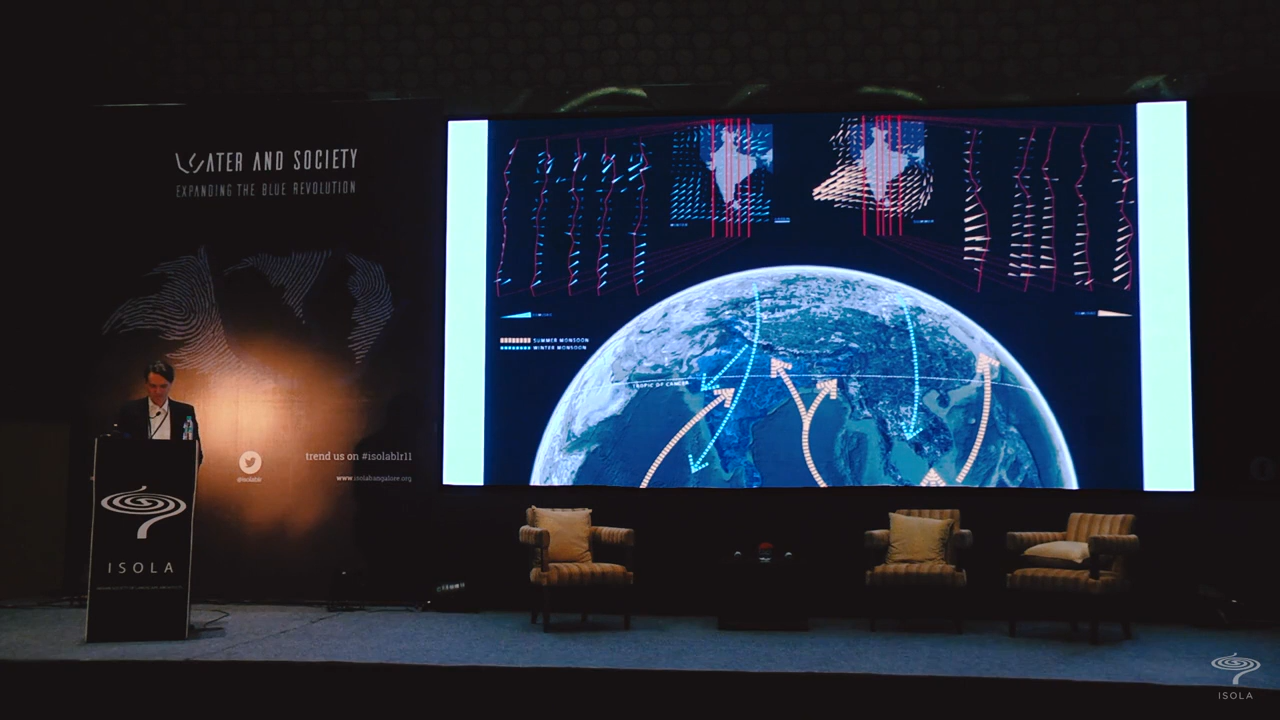 WATER AND SOCIETY
EXPANDING THE BLUE REVOLUTION
trend us on #isolablr11
@isolablr
www.isolabangalore.org
ISOLA
SUMMER MONSOON
WINTER MONSOON
TROPIC OF CANCER
ISOLA